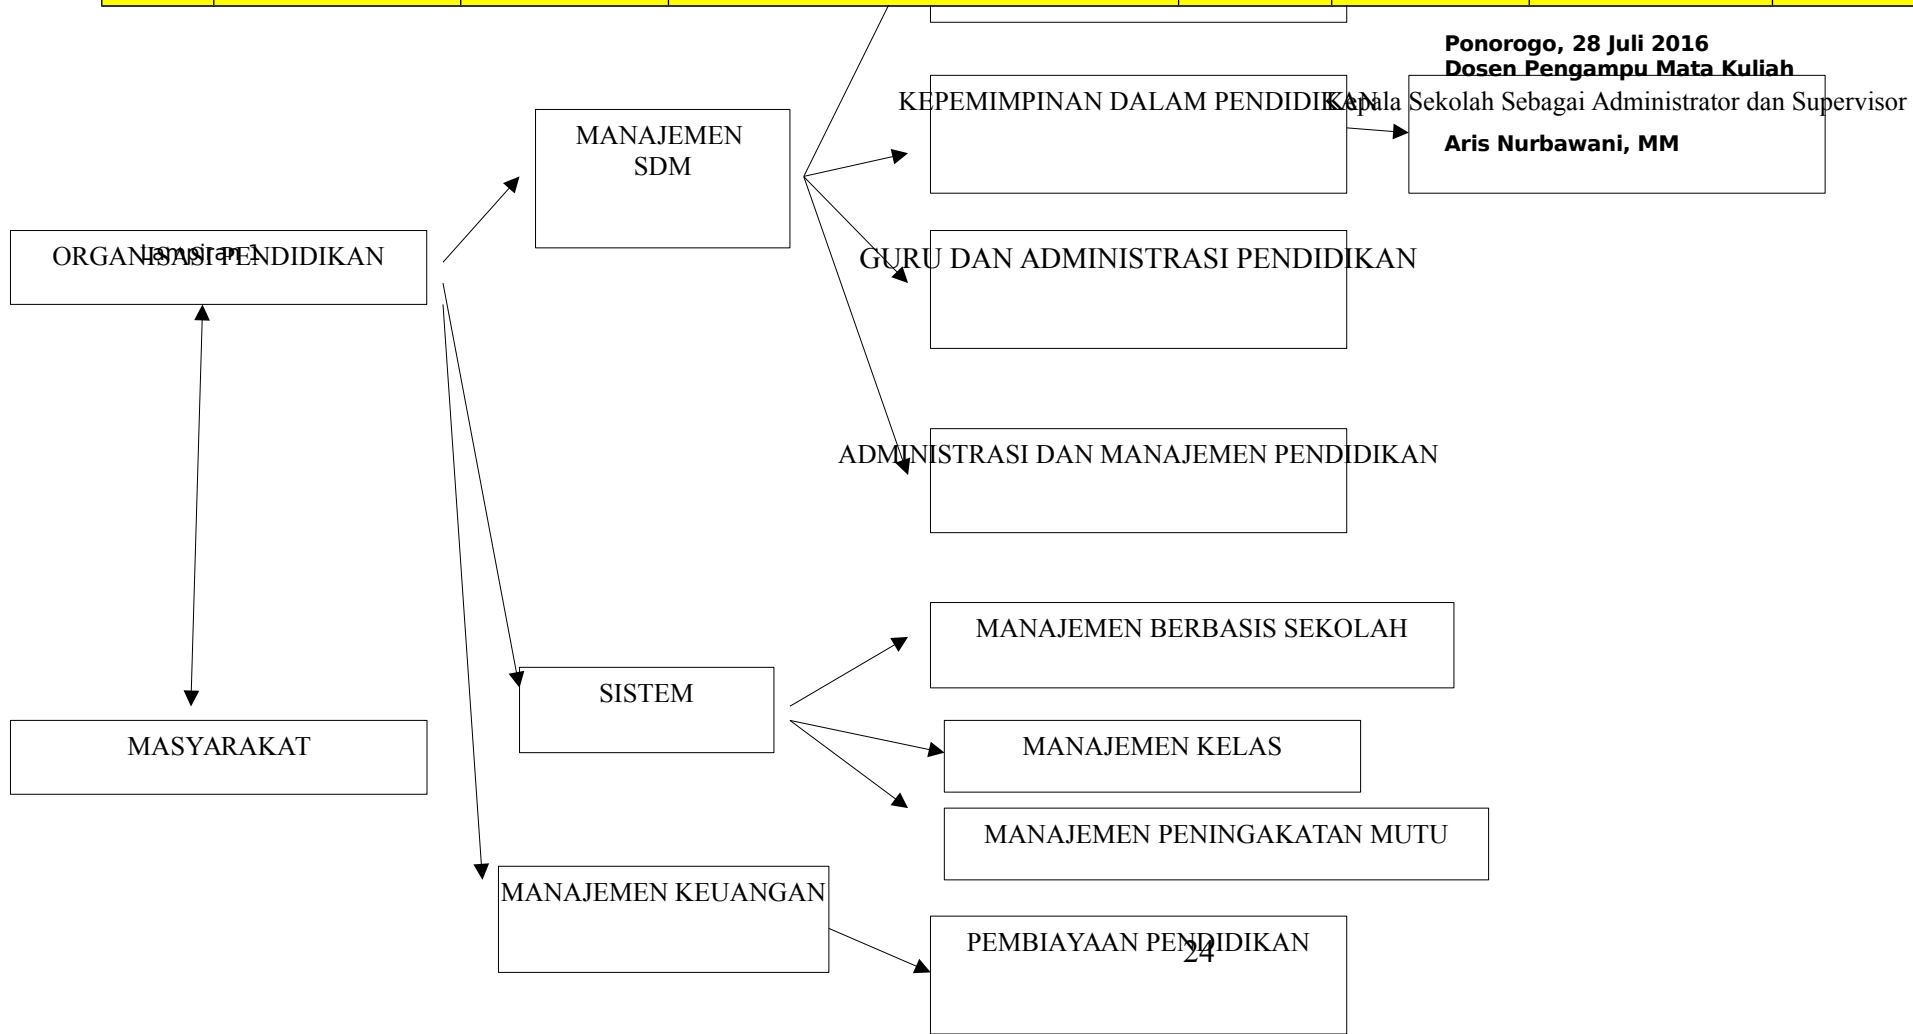 Ponorogo, 28 Juli 2016
Dosen Pengampu Mata Kuliah
KEPEMIMPINAN DALAM PENDIDIKAN
Kepala Sekolah Sebagai Administrator dan Supervisor
Aris Nurbawani, MM
MANAJEMEN
SDM
ORGANISASI PENDIDIKAN
Lampiran 1
GURU DAN ADMINISTRASI PENDIDIKAN
ADMINISTRASI DAN MANAJEMEN PENDIDIKAN
MANAJEMEN BERBASIS SEKOLAH
SISTEM
MASYARAKAT
MANAJEMEN KELAS
MANAJEMEN PENINGAKATAN MUTU
MANAJEMEN KEUANGAN
PEMBIAYAAN PENDIDIKAN
24